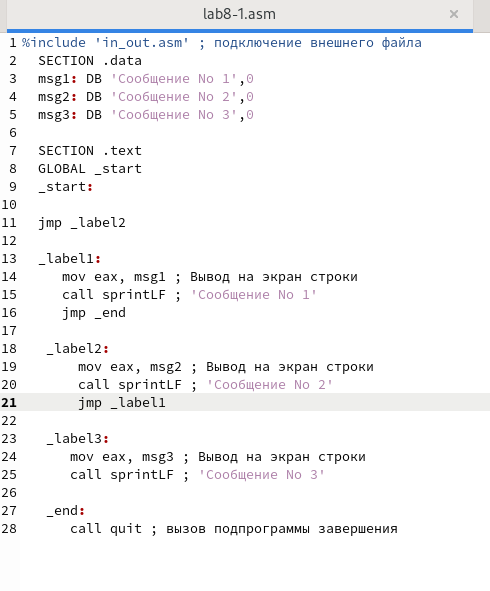 lab8-1.asm ×
1 %include 'in_out.asm' ; подключение внешнего файла
2 SECTION .data
3 msg1: DB 'Сообщение No 1',0
4 msg2: DB 'Сообщение No 2',0
5 msg3: DB 'Сообщение No 3',0
6
7 SECTION .text
8 GLOBAL _start
9 _start:
10
11 jmp _label2
12
13 _label1:
14 mov eax, msg1 ; Вывод на экран строки
15 call sprintLF ; 'Сообщение No 1'
16 jmp _end
17
18 _label2:
19 mov eax, msg2 ; Вывод на экран строки
20 call sprintLF ; 'Сообщение No 2'
21 jmp _label1
22
23 _label3:
24 mov eax, msg3 ; Вывод на экран строки
25 call sprintLF ; 'Сообщение No 3'
26
27 _end:
28 call quit ; вызов подпрограммы завершения